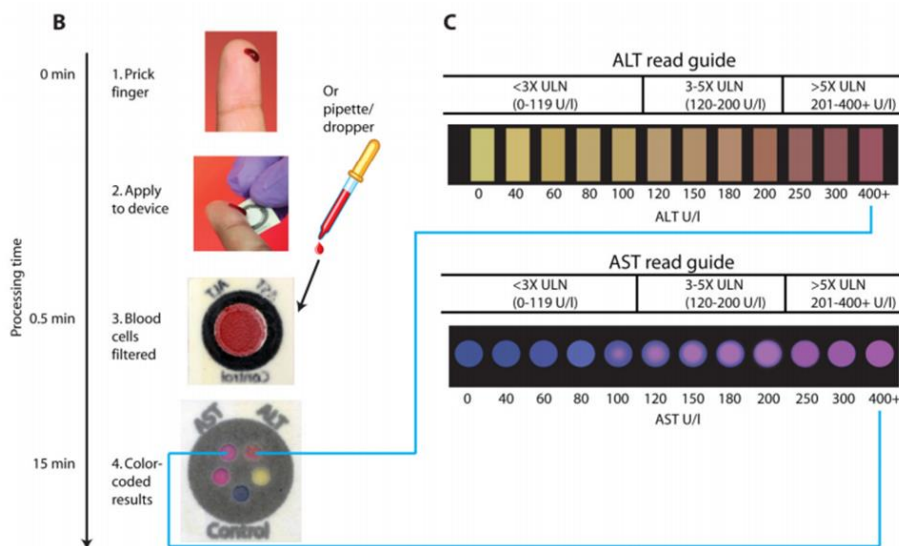 B
0 min
1. Prick
finger
Or
pipette/
dropper
2. Apply
to device
Processing time
0.5 min
3. Blood
cells
filtered
ALT
AST
Control
15 min
4. Color-
coded
results
AST
ALT
Control
C
ALT read guide
<3X ULN
(0-119 U/l)
3-5X ULN
(120-200 U/l)
>5X ULN
201-400+ U/l)
0 40 60 80 100 120 150 180 200 250 300 400+
ALT U/l
AST read guide
<3X ULN
(0-119 U/l)
3-5X ULN
(120-200 U/l)
>5X ULN
201-400+ U/l)
0 40 60 80 100 120 150 180 200 250 300 400+
AST U/l